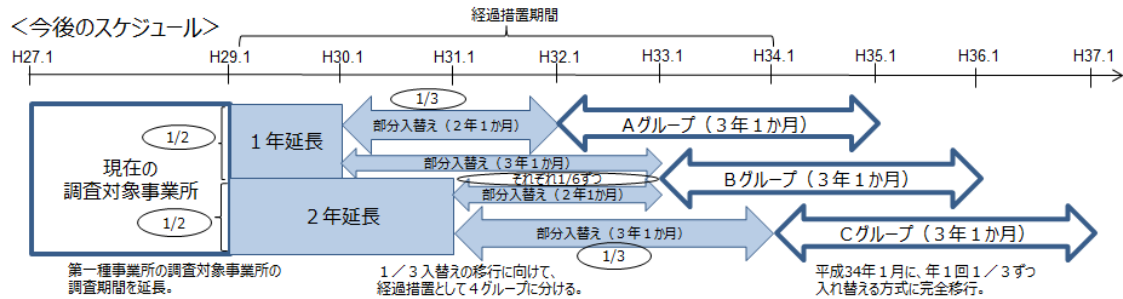 経過措置期間
＜今後のスケジュール＞
H27.1 H29.1 H30.1 H31.1 H32.1 H33.1 H34.1 H35.1 H36.1 H37.1
1/3
部分入替え（２年１か月）
Ａグループ（３年１か月）
1/2
１年延長
現在の
調査対象事業所
部分入替え（３年１か月）
それぞれ1/6ずつ
部分入替え（２年1か月）
Ｂグループ（３年１か月）
1/2
２年延長
部分入替え（３年１か月）
Ｃグループ（３年１か月）
1/3
第一種事業所の調査対象事業所の
調査期間を延長。
１／３入替えの移行に向けて、
経過措置として４グループに分ける。
平成34年１月に、年１回１／３ずつ
入れ替える方式に完全移行。